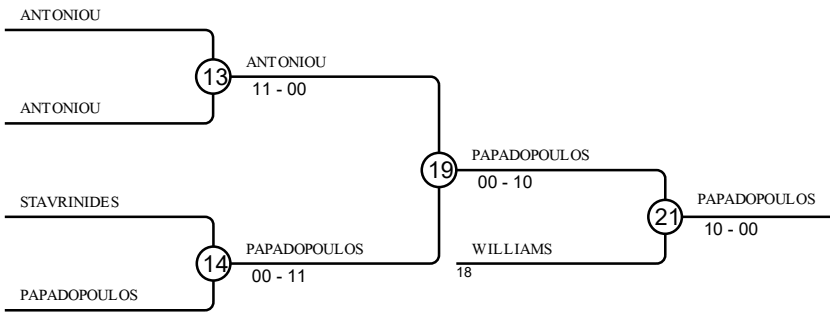 ANTONIOU
13
ANTONIOU
11 - 00
ANTONIOU
19
PAPADOPOULOS
00 - 10
STAVRINIDES
21
PAPADOPOULOS
10 - 00
14
PAPADOPOULOS
00 - 11
WILLIAMS
18
PAPADOPOULOS